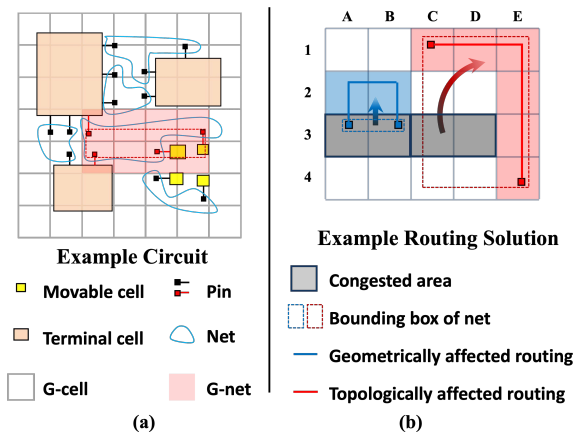 A B C D E
1
2
3
4
Example Circuit
Movable cell
Pin
Terminal cell
Net
G-cell
G-net
(a)
Example Routing Solution
Congested area
Bounding box of net
Geometrically affected routing
Topologically affected routing
(b)